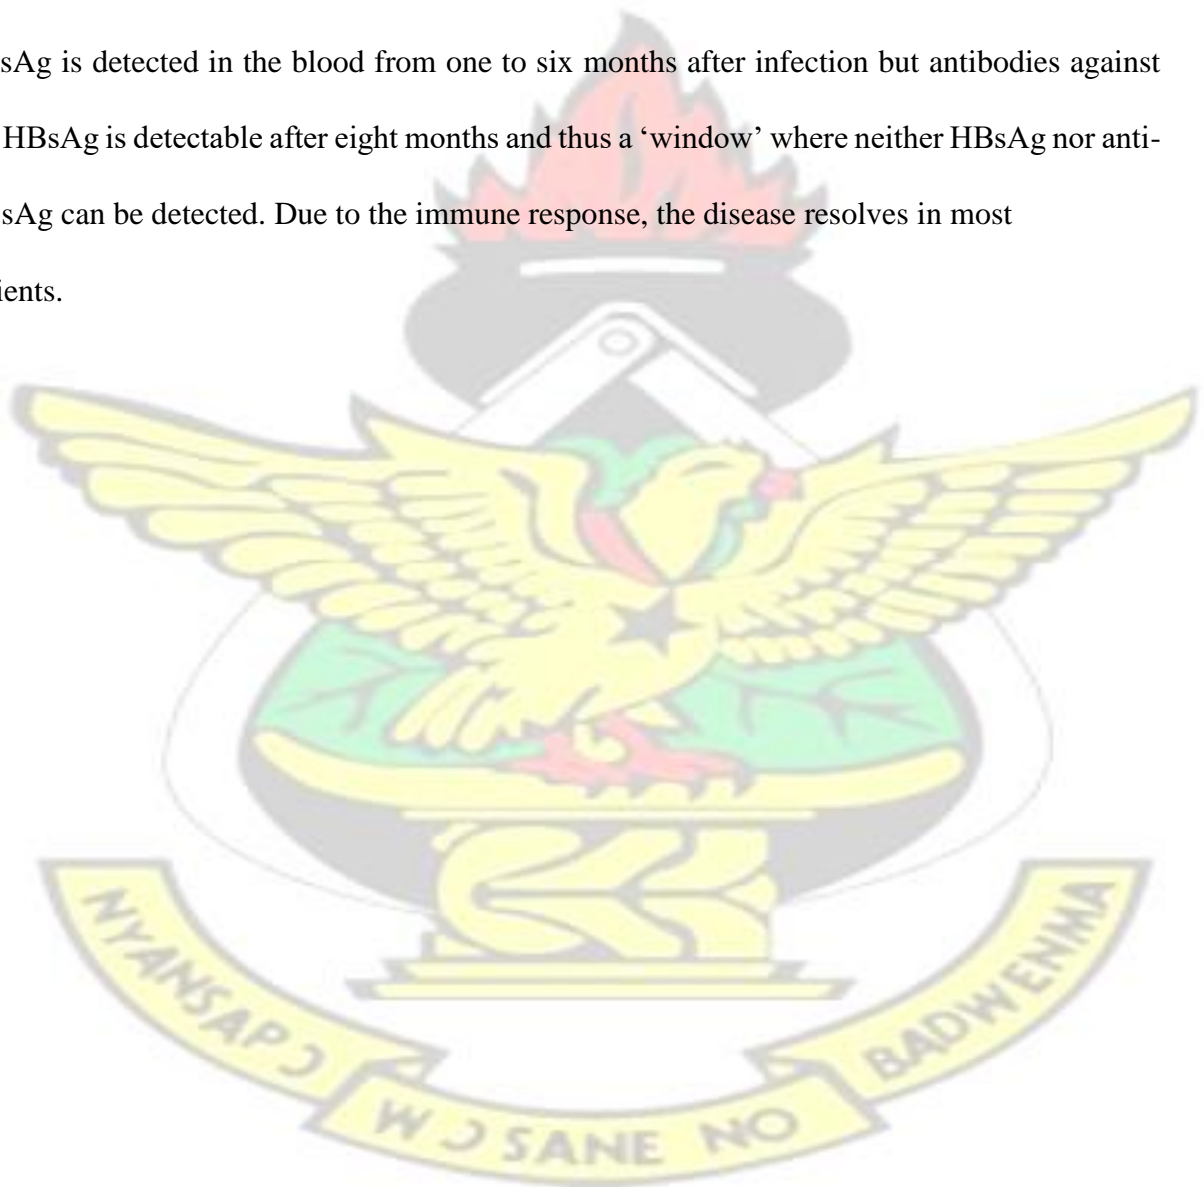 sAg is detected in the blood from one to six months after infection but antibodies against
HBsAg is detectable after eight months and thus a ‘window’ where neither HBsAg nor anti-
sAg can be detected. Due to the immune response, the disease resolves in most
ients.
NYANSAPƆ
WƆSANE NO
BADWENMA